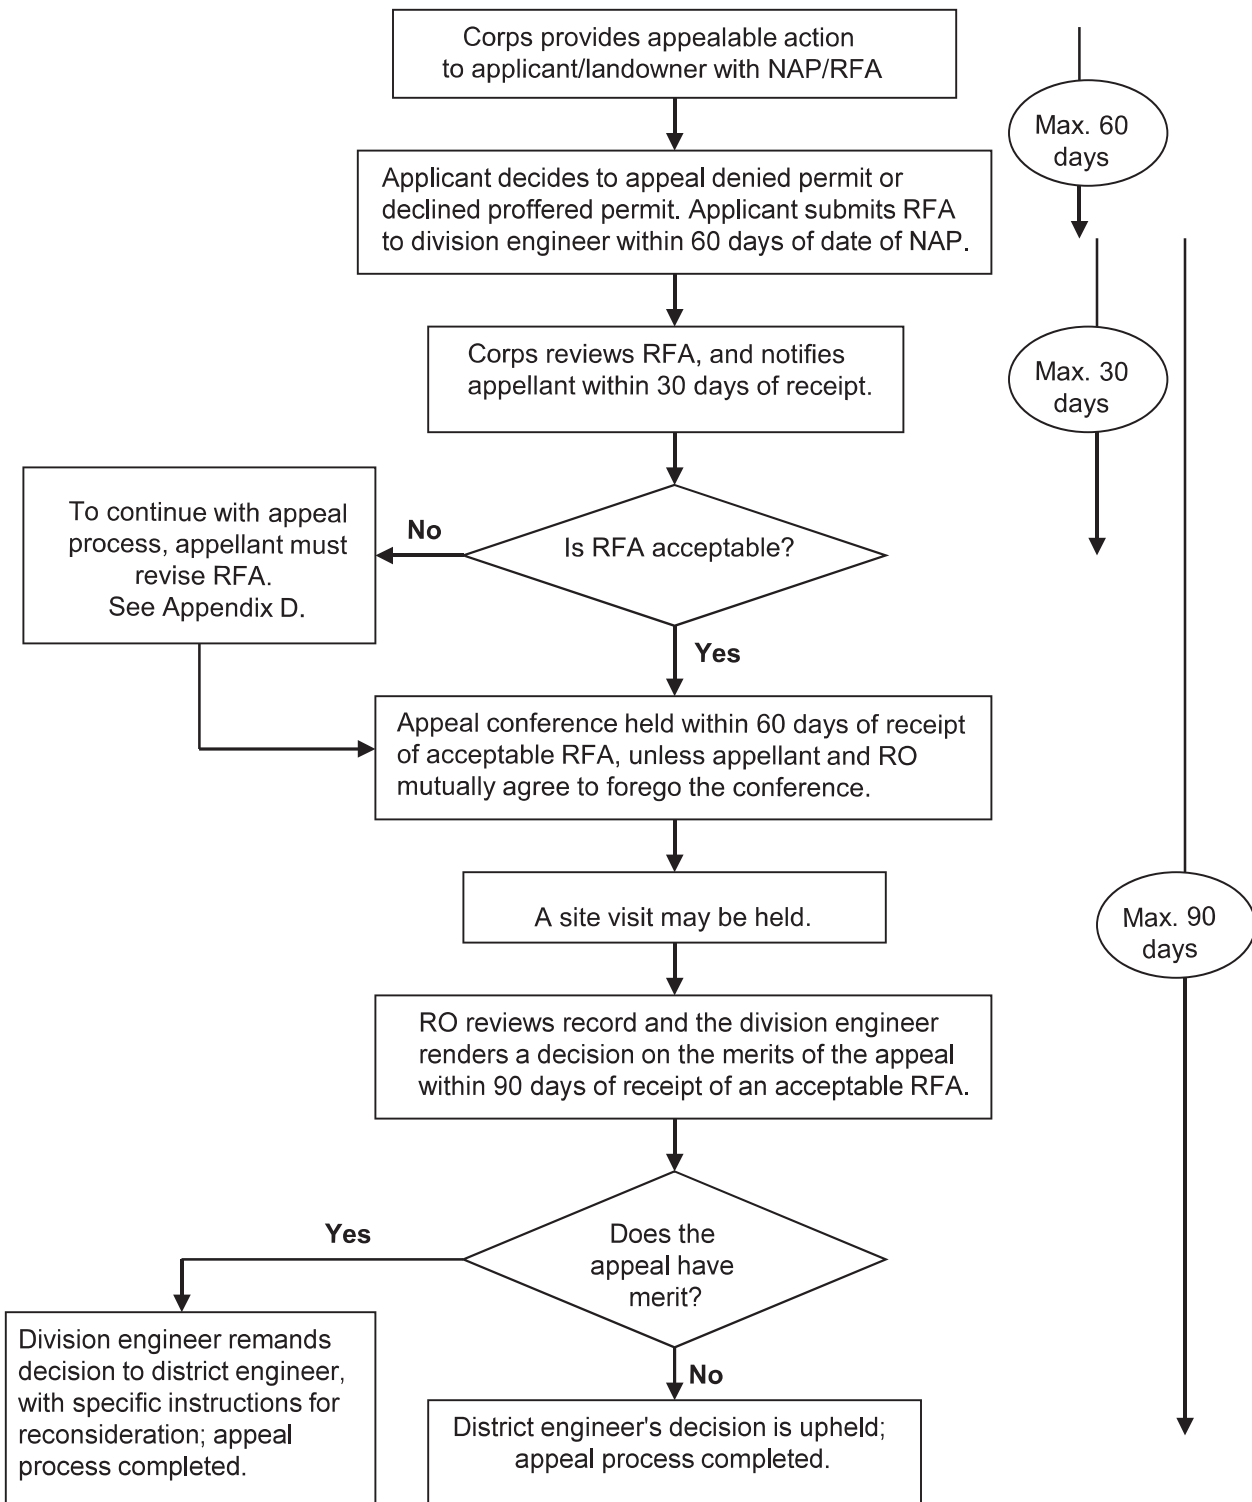 Corps provides appealable action
to applicant/landowner with NAP/RFA
Max. 60
days
Applicant decides to appeal denied permit or
declined proffered permit. Applicant submits RFA
to division engineer within 60 days of date of NAP.
Corps reviews RFA, and notifies
appellant within 30 days of receipt.
Max. 30
days
To continue with appeal
process, appellant must
revise RFA.
See Appendix D.
No
Is RFA acceptable?
Yes
Appeal conference held within 60 days of receipt
of acceptable RFA, unless appellant and RO
mutually agree to forego the conference.
A site visit may be held.
Max. 90
days
RO reviews record and the division engineer
renders a decision on the merits of the appeal
within 90 days of receipt of an acceptable RFA.
Does the
appeal have
merit?
Yes
Division engineer remands
decision to district engineer,
with specific instructions for
reconsideration; appeal
process completed.
No
District engineer's decision is upheld;
appeal process completed.